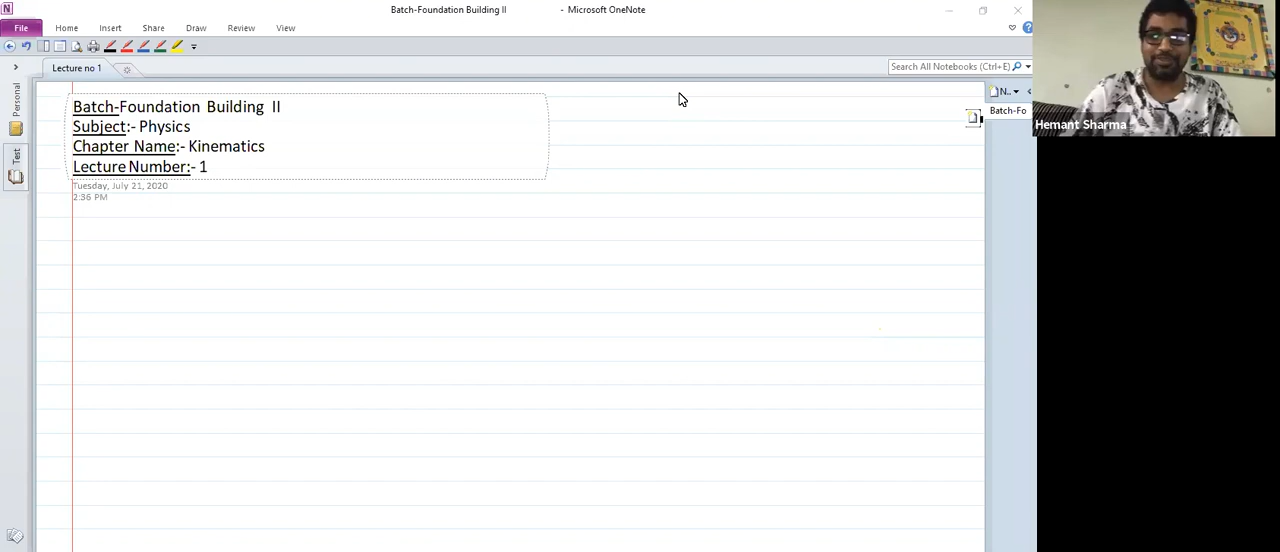 Batch-Foundation Building II - Microsoft OneNote
File Home Insert Share Draw Review View
Lecture no 1
Search All Notebooks (Ctrl+E)
Personal
Test
N..
Batch-Fo
Batch-Foundation Building II
Subject:- Physics
Chapter Name:- Kinematics
Lecture Number:- 1
Tuesday, July 21, 2020
2:36 PM
Hemant Sharma